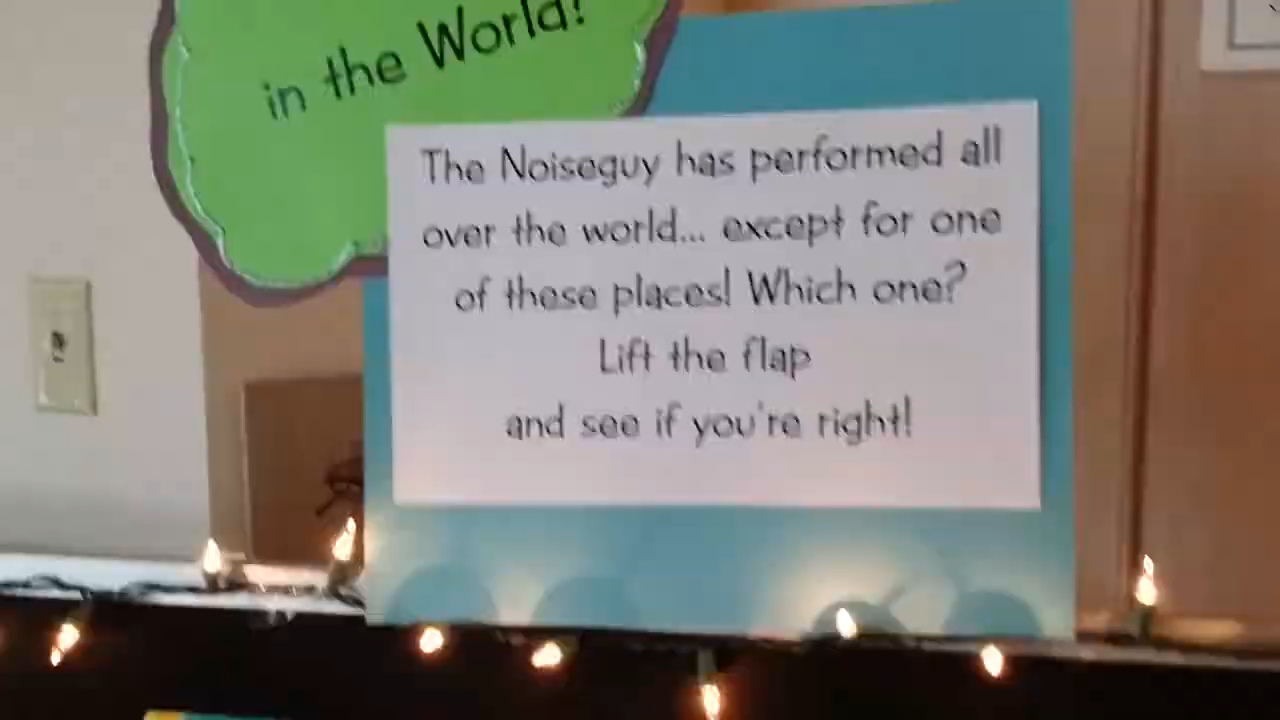 in the World!
The Noiseguy has performed all
over the world... except for one
of these places! Which one?
Lift the flap
and see if you're right!